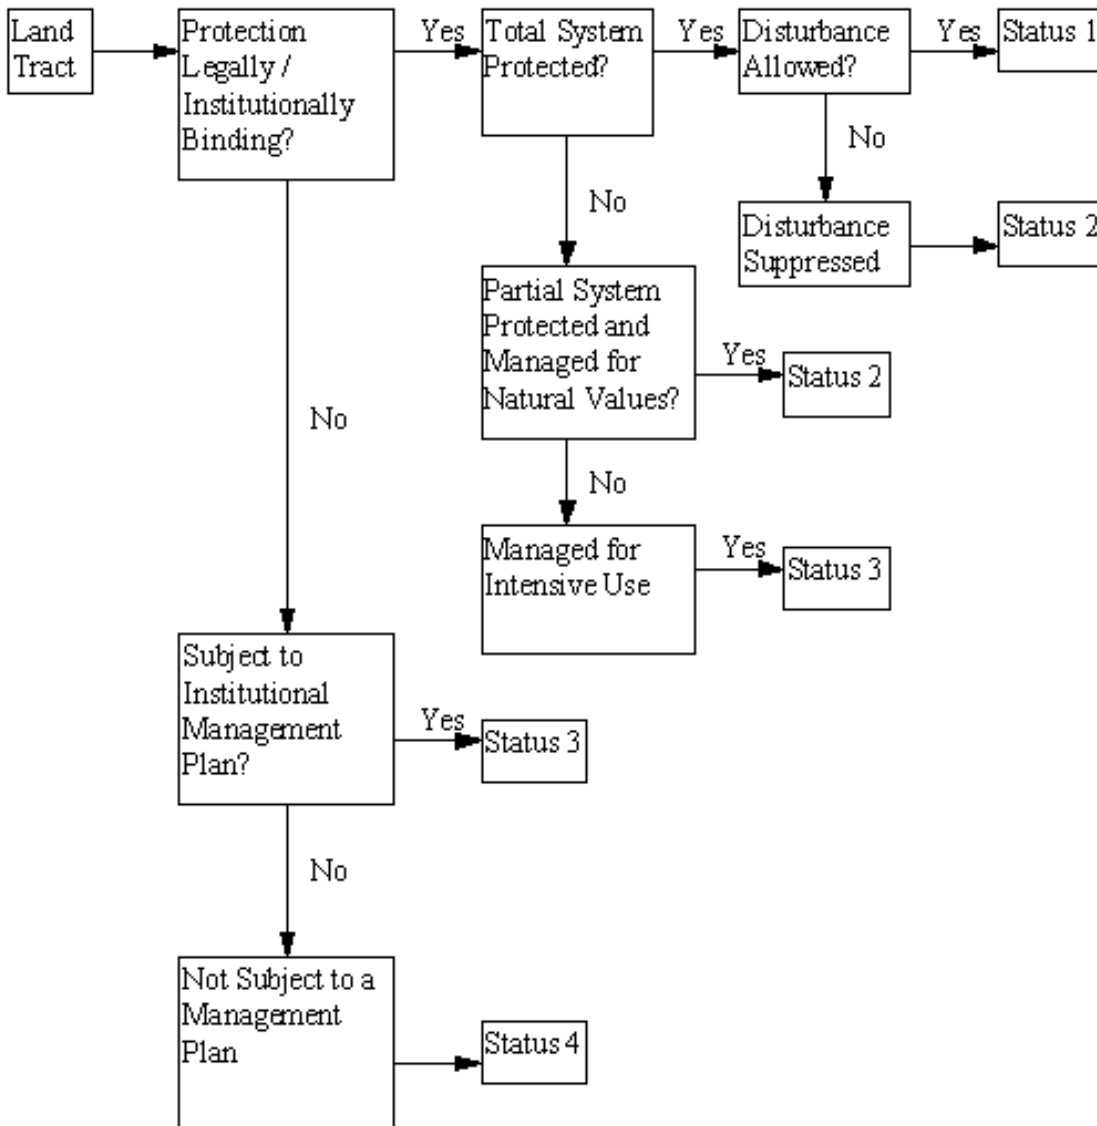 Land
Tract
Protection
Legally /
Institutionally
Binding?
Yes
Total System
Protected?
Yes
Disturbance
Allowed?
Yes
Status 1
No
Disturbance
Suppressed
Status 2
No
Partial System
Protected and
Managed for
Natural Values?
Yes
Status 2
No
Managed for
Intensive Use
Yes
Status 3
No
Subject to
Institutional
Management
Plan?
Yes
Status 3
No
Not Subject to a
Management
Plan
Status 4